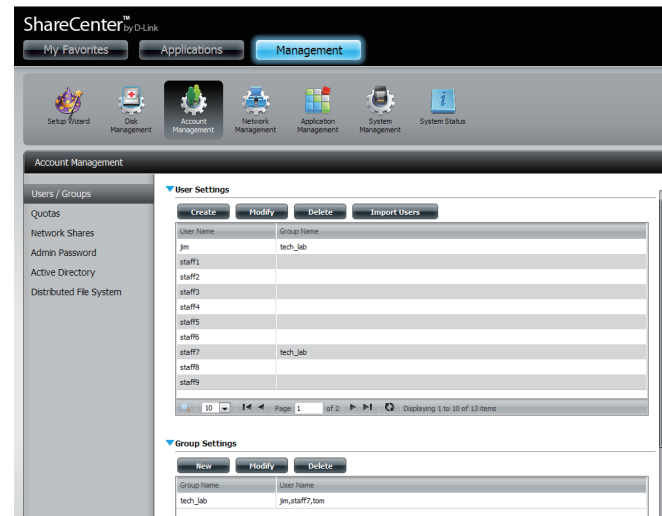 ShareCenter™ by D-Link
My Favorites Applications Management
Setup Wizard Disk Management Account Management Network Management Application Management System Management System Status
Account Management
Users / Groups
Quotas
Network Shares
Admin Password
Active Directory
Distributed File System
User Settings
Create Modify Delete Import Users
User Name Group Name
jim tech_lab
staff1
staff2
staff3
staff4
staff5
staff6
staff7 tech_lab
staff8
staff9
10 Page 1 of 2 Displaying 1 to 10 of 13 items
Group Settings
New Modify Delete
Group Name User Name
tech_lab jim,staff7,tom